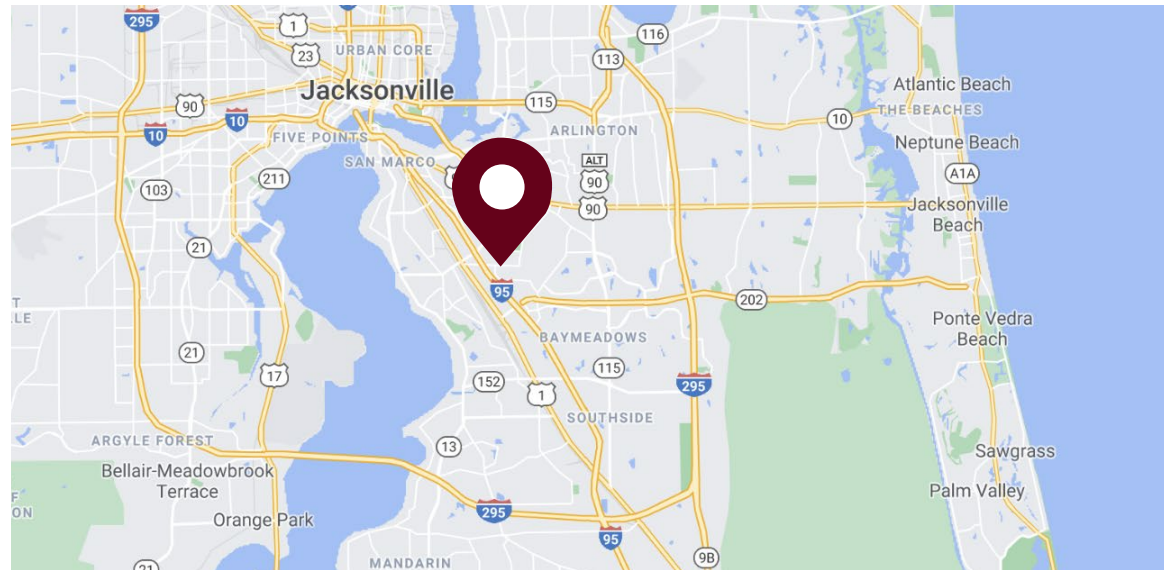 295
1
116
URBAN CORE
23
113
Jacksonville
Atlantic Beach
90
115
THE BEACHES
10
10
10
ARLINGTON
FIVE POINTS
Neptune Beach
SAN MARCO
ALT
90
A1A
211
103
90
Jacksonville
Beach
21
95
202
Ponte Vedra
Beach
LLE
BAYMEADOWS
21
115
17
152
295
1
SOUTHSIDE
ARGYLE FOREST
13
Sawgrass
Bellair-Meadowbrook
Terrace
Palm Valley
295
ON
Orange Park
95
9B
MANDARIN
21